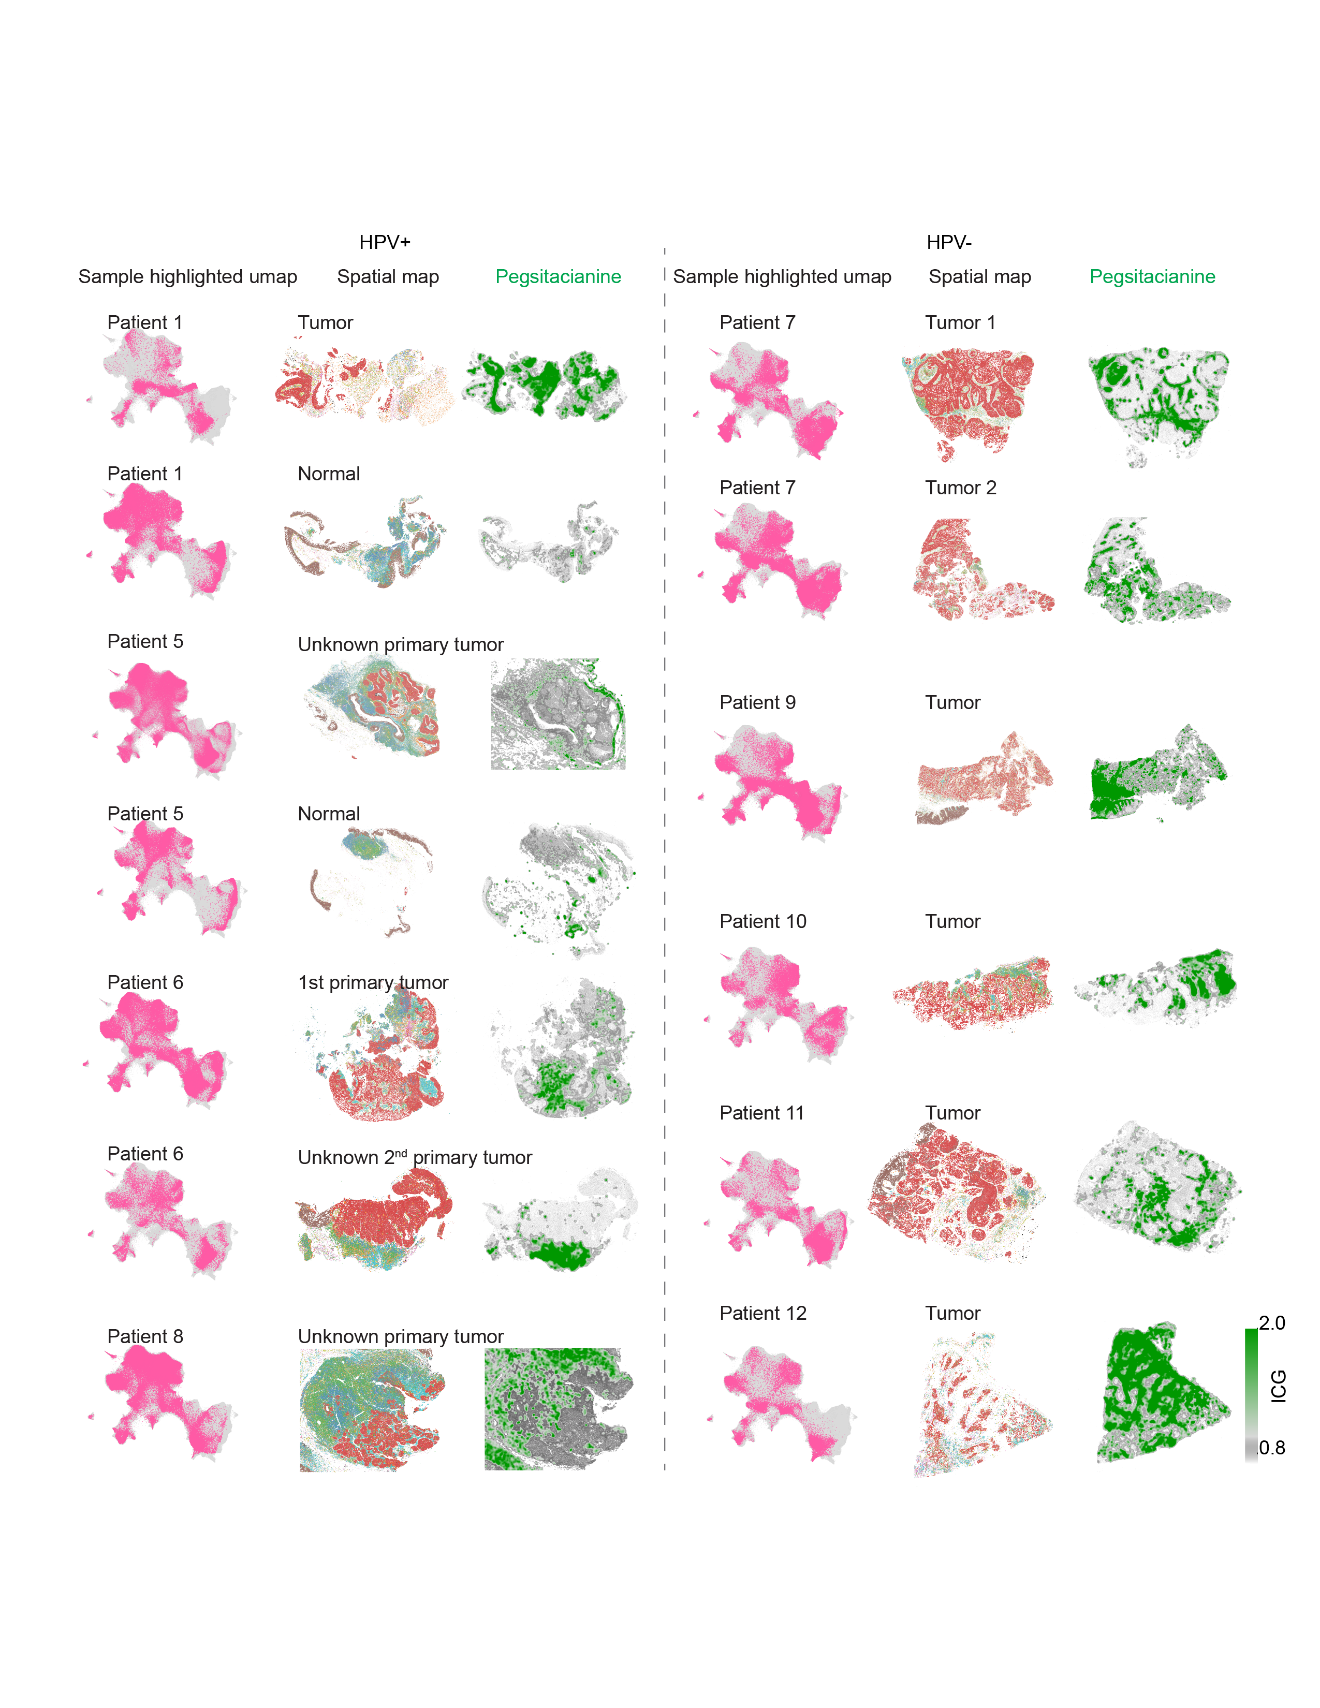 HPV+
HPV-
Sample highlighted umap
Spatial map
Pegsitacianine
Sample highlighted umap
Spatial map
Pegsitacianine
Patient 1
Tumor
Patient 7
Tumor 1
Patient 1
Normal
Patient 7
Tumor 2
Patient 5
Unknown primary tumor
Patient 9
Tumor
Patient 5
Normal
Patient 10
Tumor
Patient 6
1st primary tumor
Patient 11
Tumor
Patient 6
Unknown 2nd primary tumor
Patient 12
Tumor
Patient 8
Unknown primary tumor
2.0
ICG
0.8